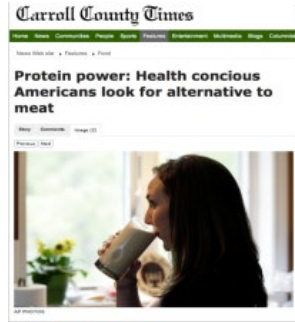 Carroll County Times
Home News Communities People Sports Features Entertainment Multimedia Blogs Columnists
News Web site ▸ Features ▸ Food
Protein power: Health concious
Americans look for alternative to
meat
Story Comments Image (2)
Previous Next
AP PHOTOS